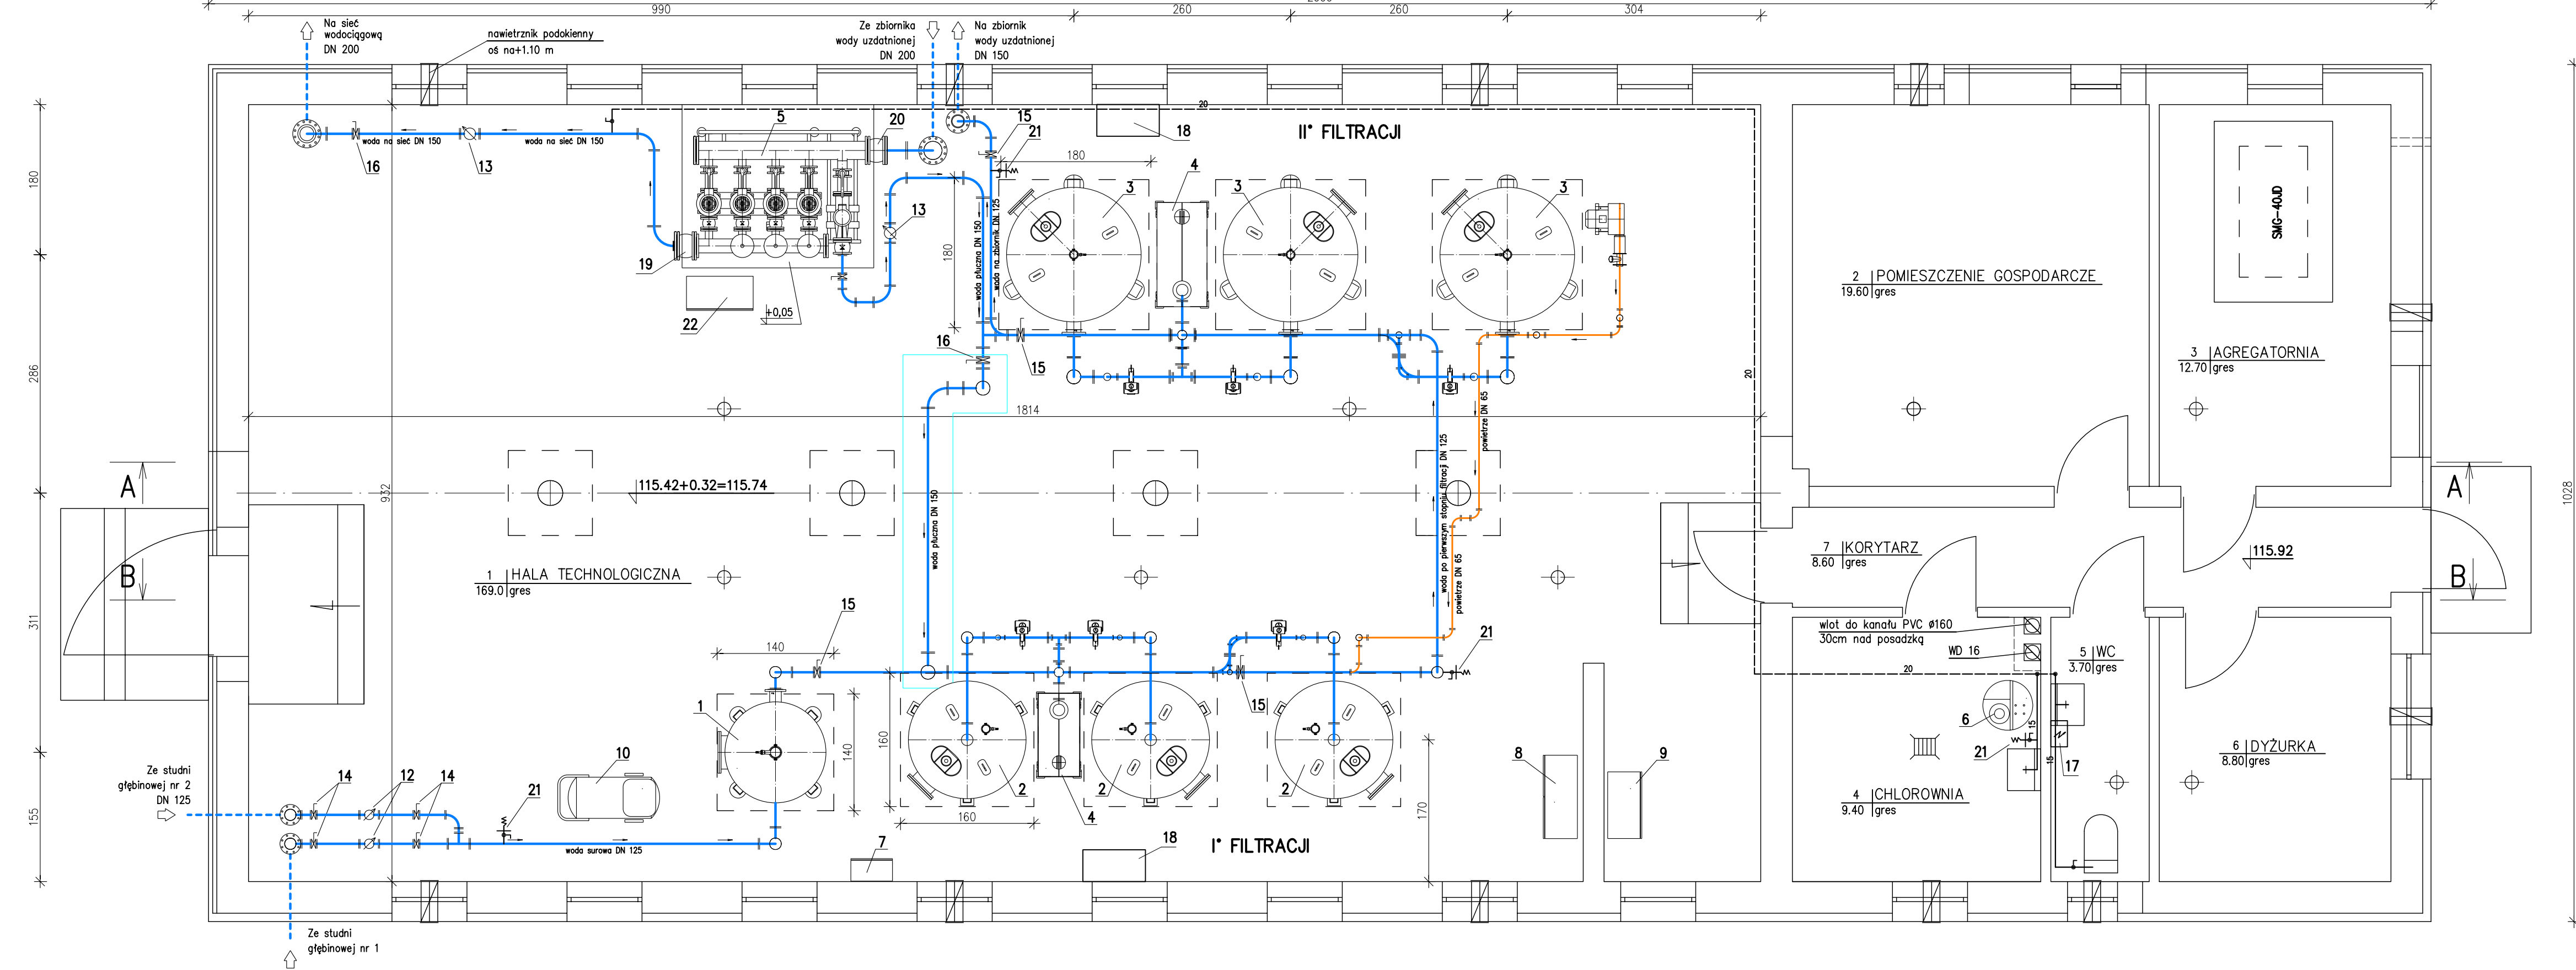 990
260
260
304
Na sieć
wodociągową
DN 200
nawietrznik podokienny
oś na+1.10 m
Ze zbiornika
wody uzdatnionej
DN 200
Na zbiornik
wody uzdatnionej
DN 150
20
5
20
15
21
18
II° FILTRACJI
woda na sieć DN 150
woda na sieć DN 150
16
13
180
4
3
3
3
13
180
180
19
22
+0,05
woda płuczna DN 150
woda na zbiornik DN 125
SMG-40JD
2 POMIESZCZENIE GOSPODARCZE
19.60 gres
3 AGREGATORNIA
12.70 gres
16
15
286
20
1814
powietrze DN 65
woda po pierwszym stopniu filtracji DN 125
1028
A
A
932
115.42+0.32=115.74
woda płuczna DN 150
7 KORYTARZ
8.60 gres
115.92
B
B
1 HALA TECHNOLOGICZNA
169.0 gres
powietrze DN 65
15
311
21
wlot do kanału PVC ø160
30cm nad posadzką
WD 16
5 WC
3.70 gres
140
20
1
140
160
15
6
15
21
17
15
6 DYŻURKA
8.80 gres
10
8
9
Ze studni
głębinowej nr 2
DN 125
14
12
14
21
2
2
2
4
160
170
4 CHLOROWNIA
9.40 gres
155
woda surowa DN 125
7
18
I° FILTRACJI
Ze studni
głębinowej nr 1